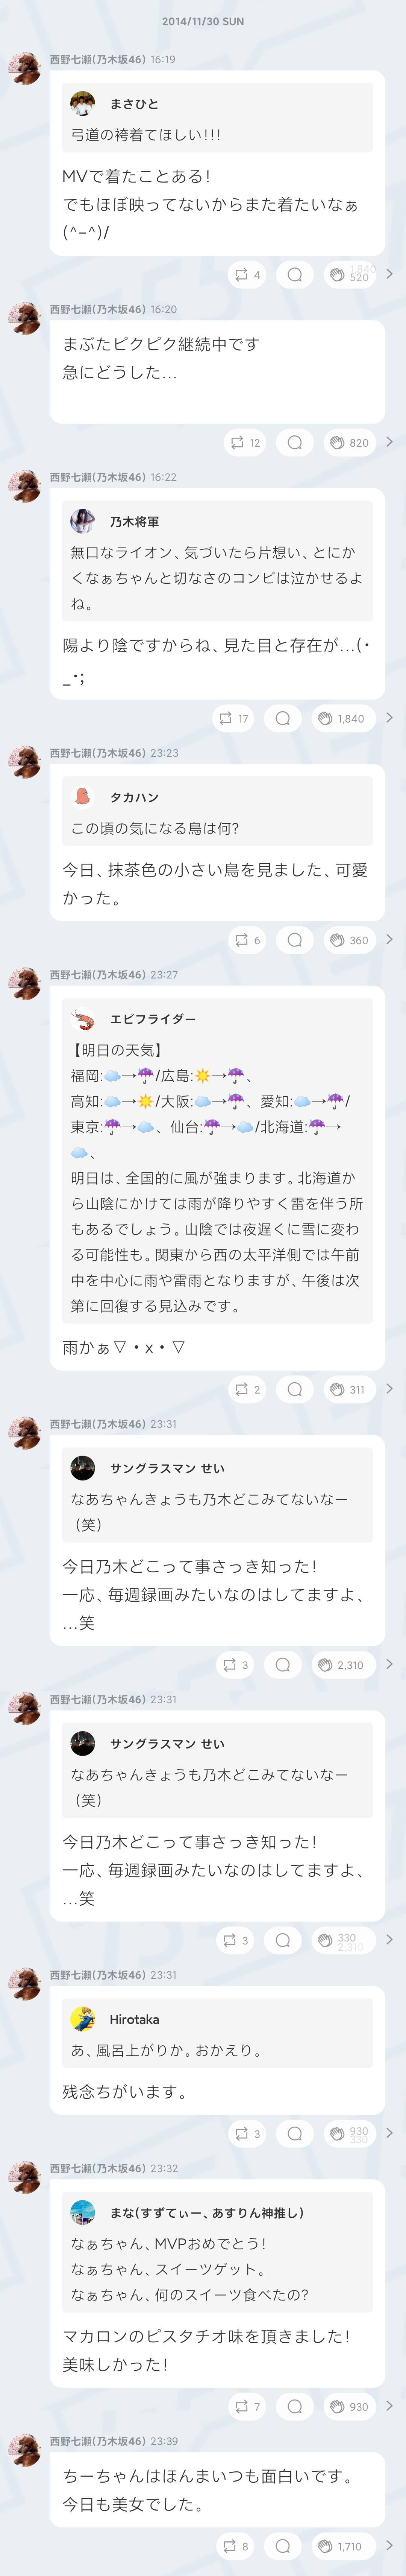 2014/11/30 SUN
西野七瀬(乃木坂46) 16:19
まさひと
弓道の袴着てほしい!!!
MVで着たことある!
でもほぼ映ってないからまた着たいなぁ
(^-^)/
4
1,840
520
西野七瀬(乃木坂46) 16:20
まぶたピクピク継続中です
急にどうした...
12
820
西野七瀬(乃木坂46) 16:22
乃木将軍
無口なライオン、気づいたら片想い、とにか
くなぁちゃんと切なさのコンビは泣かせるよ
ね。
陽より陰ですからね、見た目と存在が...(・
_・;
17
1,840
西野七瀬(乃木坂46) 23:23
タカハン
この頃の気になる鳥は何?
今日、抹茶色の小さい鳥を見ました、可愛
かった。
6
360
西野七瀬(乃木坂46) 23:27
エビフライダー
【明日の天気】
福岡:☁️→☔/広島:☀️→☔、
高知:☁️→☀️/大阪:☁️→☔、愛知:☁️→☔/
東京:☔→☁️、仙台:☔→☁️/北海道:☔→
☁️、
明日は、全国的に風が強まります。北海道か
ら山陰にかけては雨が降りやすく雷を伴う所
もあるでしょう。山陰では夜遅くに雪に変わ
る可能性も。関東から西の太平洋側では午前
中を中心に雨や雷雨となりますが、午後は次
第に回復する見込みです。
雨かぁ▽・x・▽
2
311
西野七瀬(乃木坂46) 23:31
サングラスマン せい
なあちゃんきょうも乃木どこみてないなー
(笑)
今日乃木どこって事さっき知った!
一応、毎週録画みたいなのはしてますよ、
...笑
3
2,310
西野七瀬(乃木坂46) 23:31
サングラスマン せい
なあちゃんきょうも乃木どこみてないなー
(笑)
今日乃木どこって事さっき知った!
一応、毎週録画みたいなのはしてますよ、
...笑
3
330
2,310
西野七瀬(乃木坂46) 23:31
Hirotaka
あ、風呂上がりか。おかえり。
残念ちがいます。
3
930
330
西野七瀬(乃木坂46) 23:32
まな(すずてぃー、あすりん神推し)
なぁちゃん、MVPおめでとう!
なぁちゃん、スイーツゲット。
なぁちゃん、何のスイーツ食べたの?
マカロンのピスタチオ味を頂きました!
美味しかった!
7
930
西野七瀬(乃木坂46) 23:39
ちーちゃんはほんまいつも面白いです。
今日も美女でした。
8
1,710